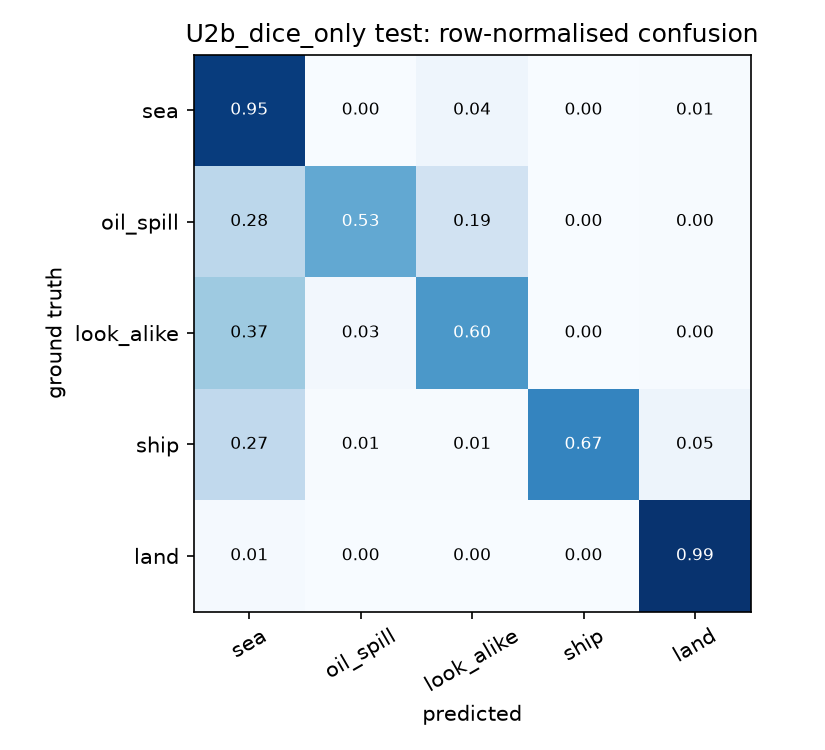 U2b_dice_only test: row-normalised confusion
ground truth
sea 0.95 0.00 0.04 0.00 0.01
oil_spill 0.28 0.53 0.19 0.00 0.00
look_alike 0.37 0.03 0.60 0.00 0.00
ship 0.27 0.01 0.01 0.67 0.05
land 0.01 0.00 0.00 0.00 0.99
sea oil_spill look_alike ship land
predicted